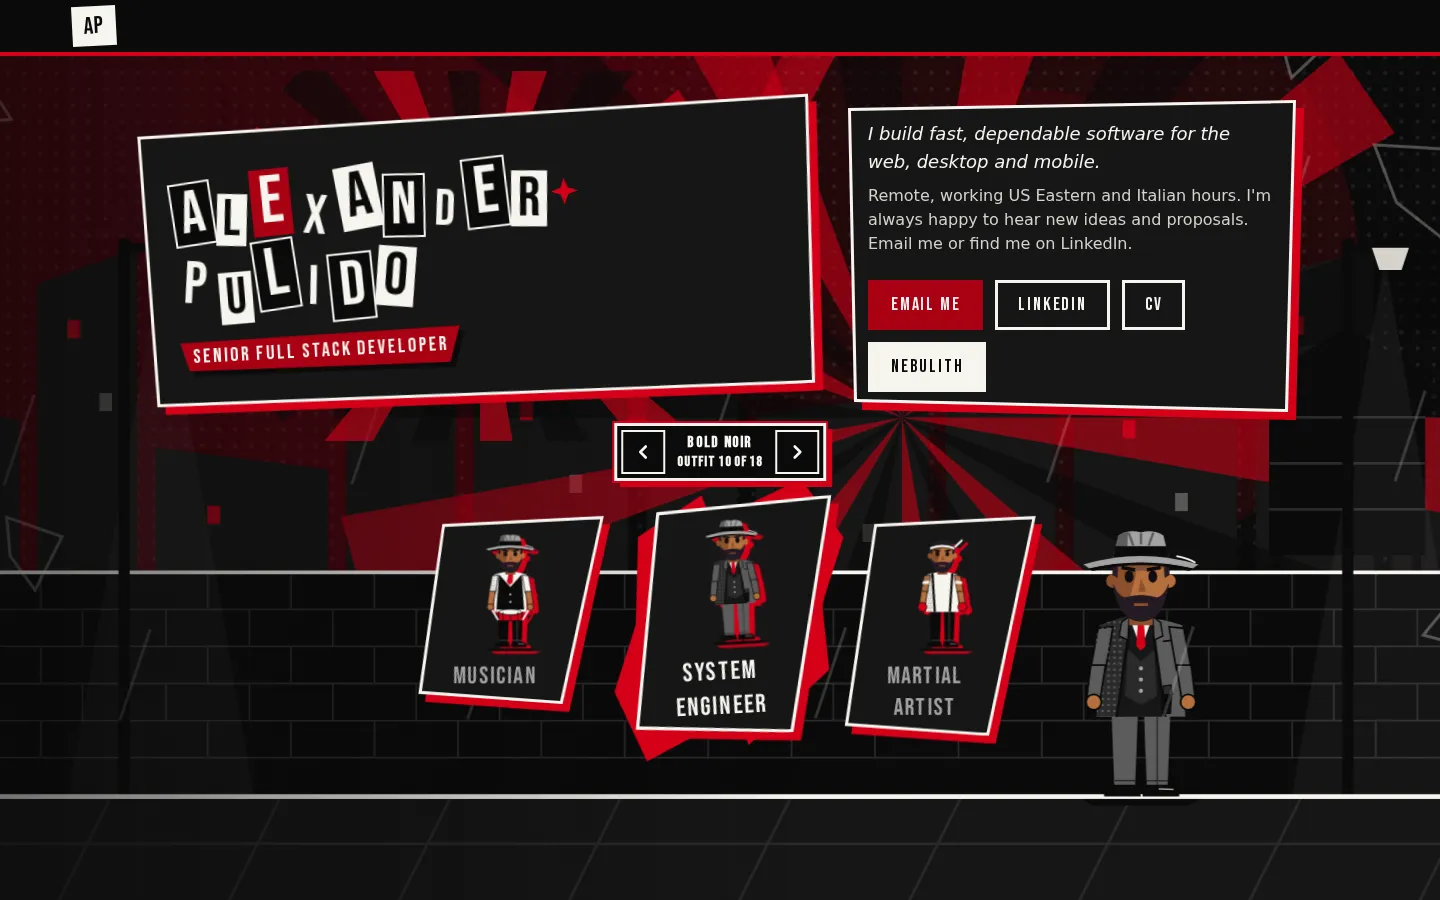 AP
ALEXANDER
PULIDO
SENIOR FULL STACK DEVELOPER
I build fast, dependable software for the
web, desktop and mobile.
Remote, working US Eastern and Italian hours. I'm
always happy to hear new ideas and proposals.
Email me or find me on LinkedIn.
EMAIL ME
LINKEDIN
CV
NEBULITH
BOLD NOIR
OUTFIT 10 OF 18
MUSICIAN
SYSTEM
ENGINEER
MARTIAL
ARTIST